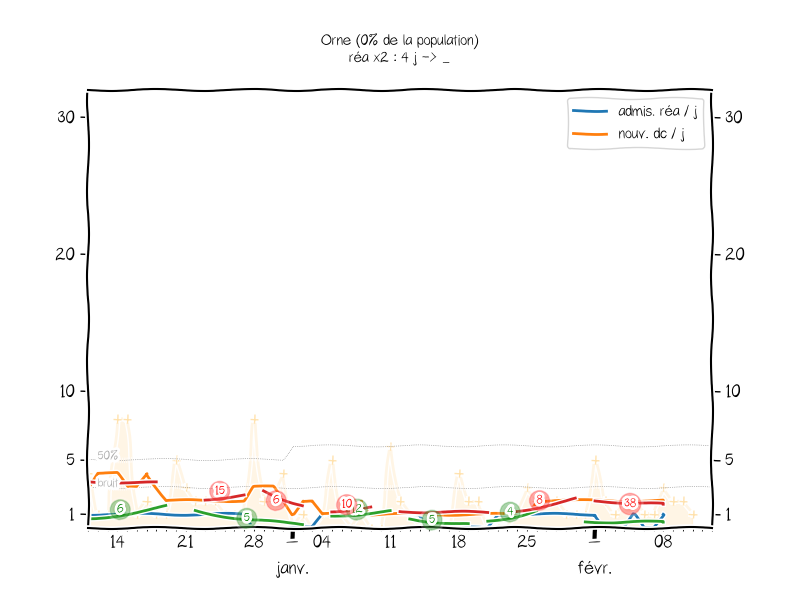 Orne (0% de la population)
réa x2 : 4 j -> _
30 30
admis. réa / j
nouv. dc / j
20 20
10 10
50%
5 5
bruit
15 6 10 2 8 38
6 5 5 4
1 1
14 21 28 04 11 18 25 08
janv. févr.